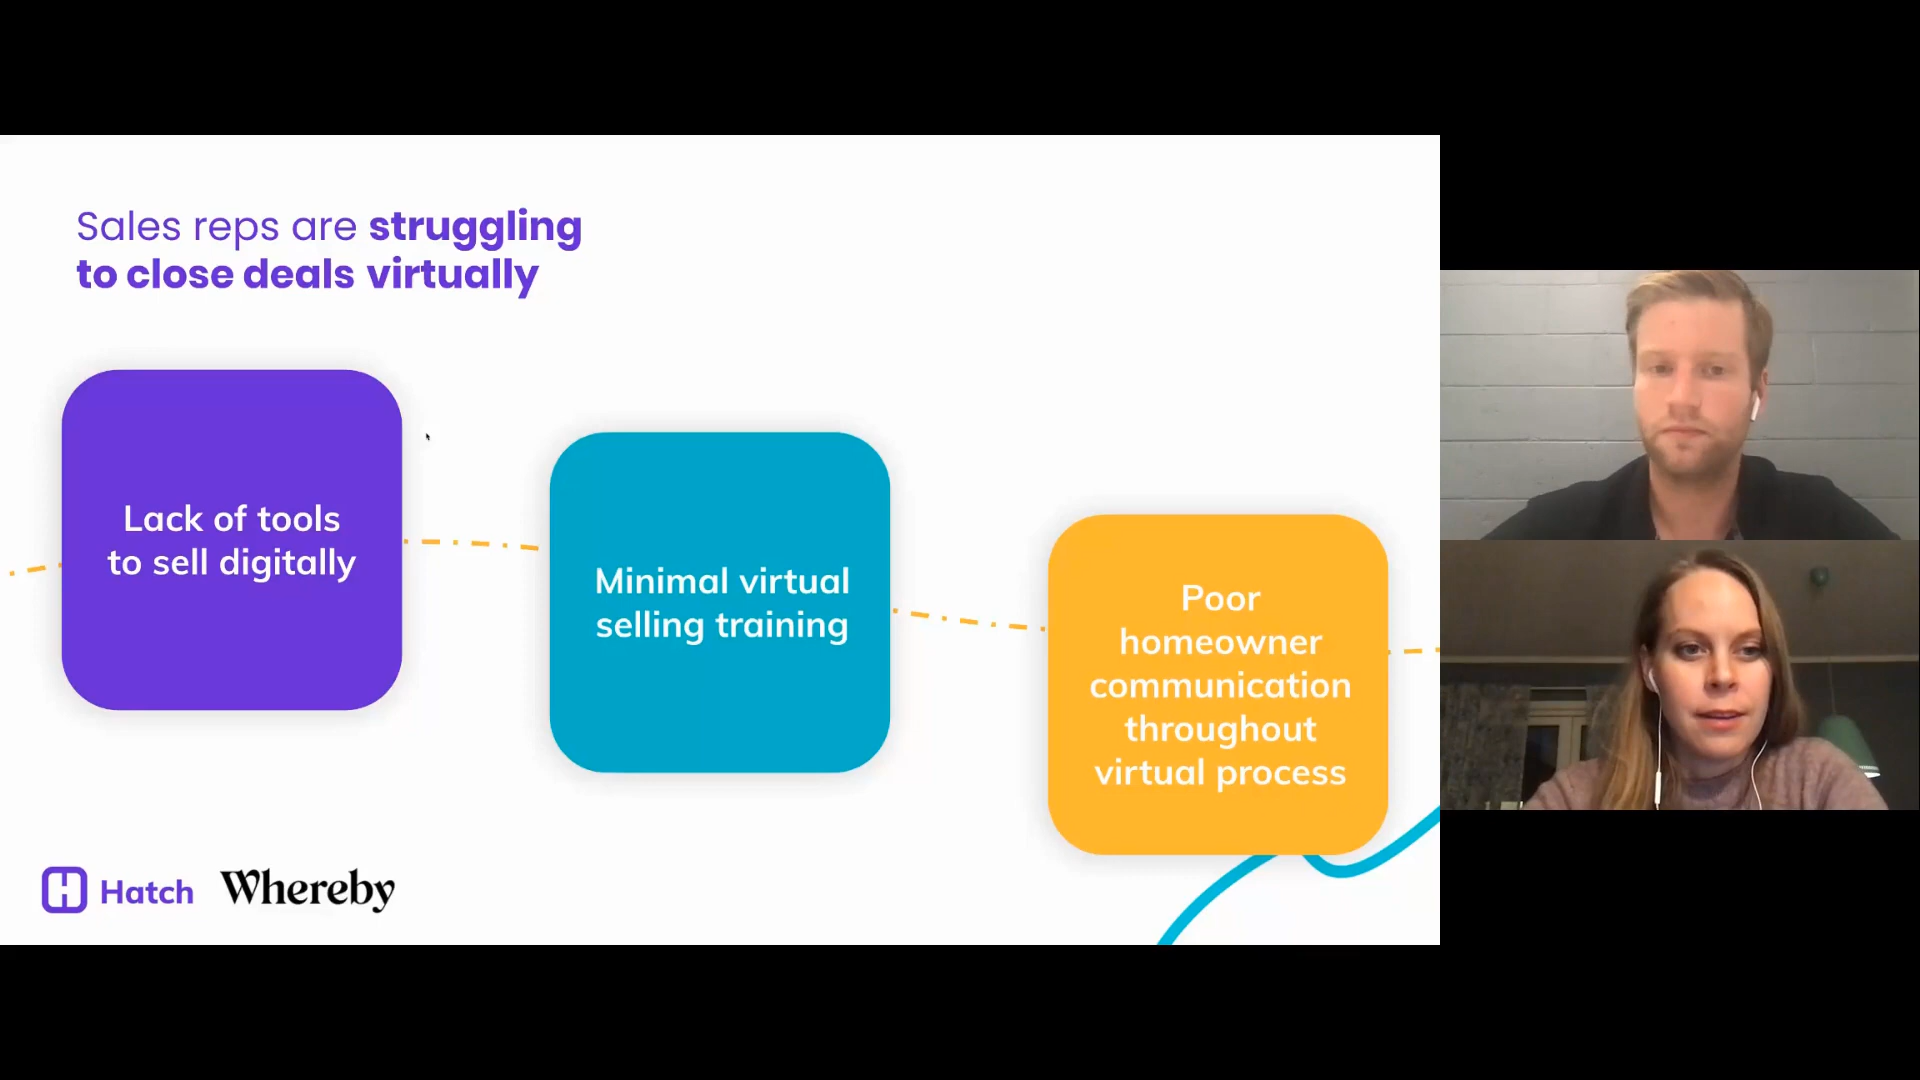 Sales reps are struggling
to close deals virtually
Lack of tools
to sell digitally
Minimal virtual
selling training
Poor
homeowner
communication
throughout
virtual process
Hatch
Whereby